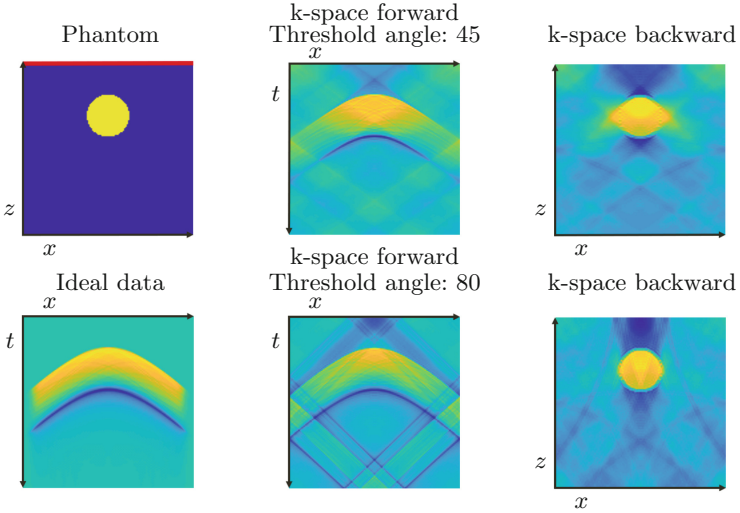 Phantom
z
x
k-space forward
Threshold angle: 45
x
t
k-space backward
z
x
Ideal data
x
t
k-space forward
Threshold angle: 80
x
t
k-space backward
z
x